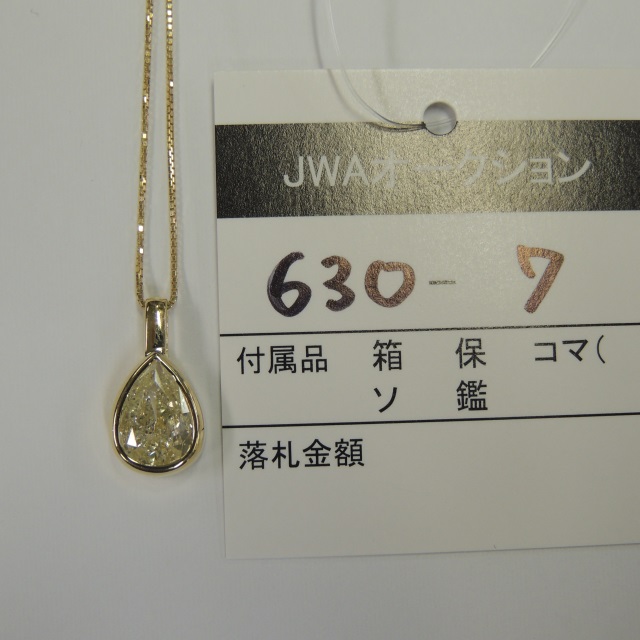 JWAオークション
630-7
付属品 箱 保 コマ(
ソ 鑑
落札金額